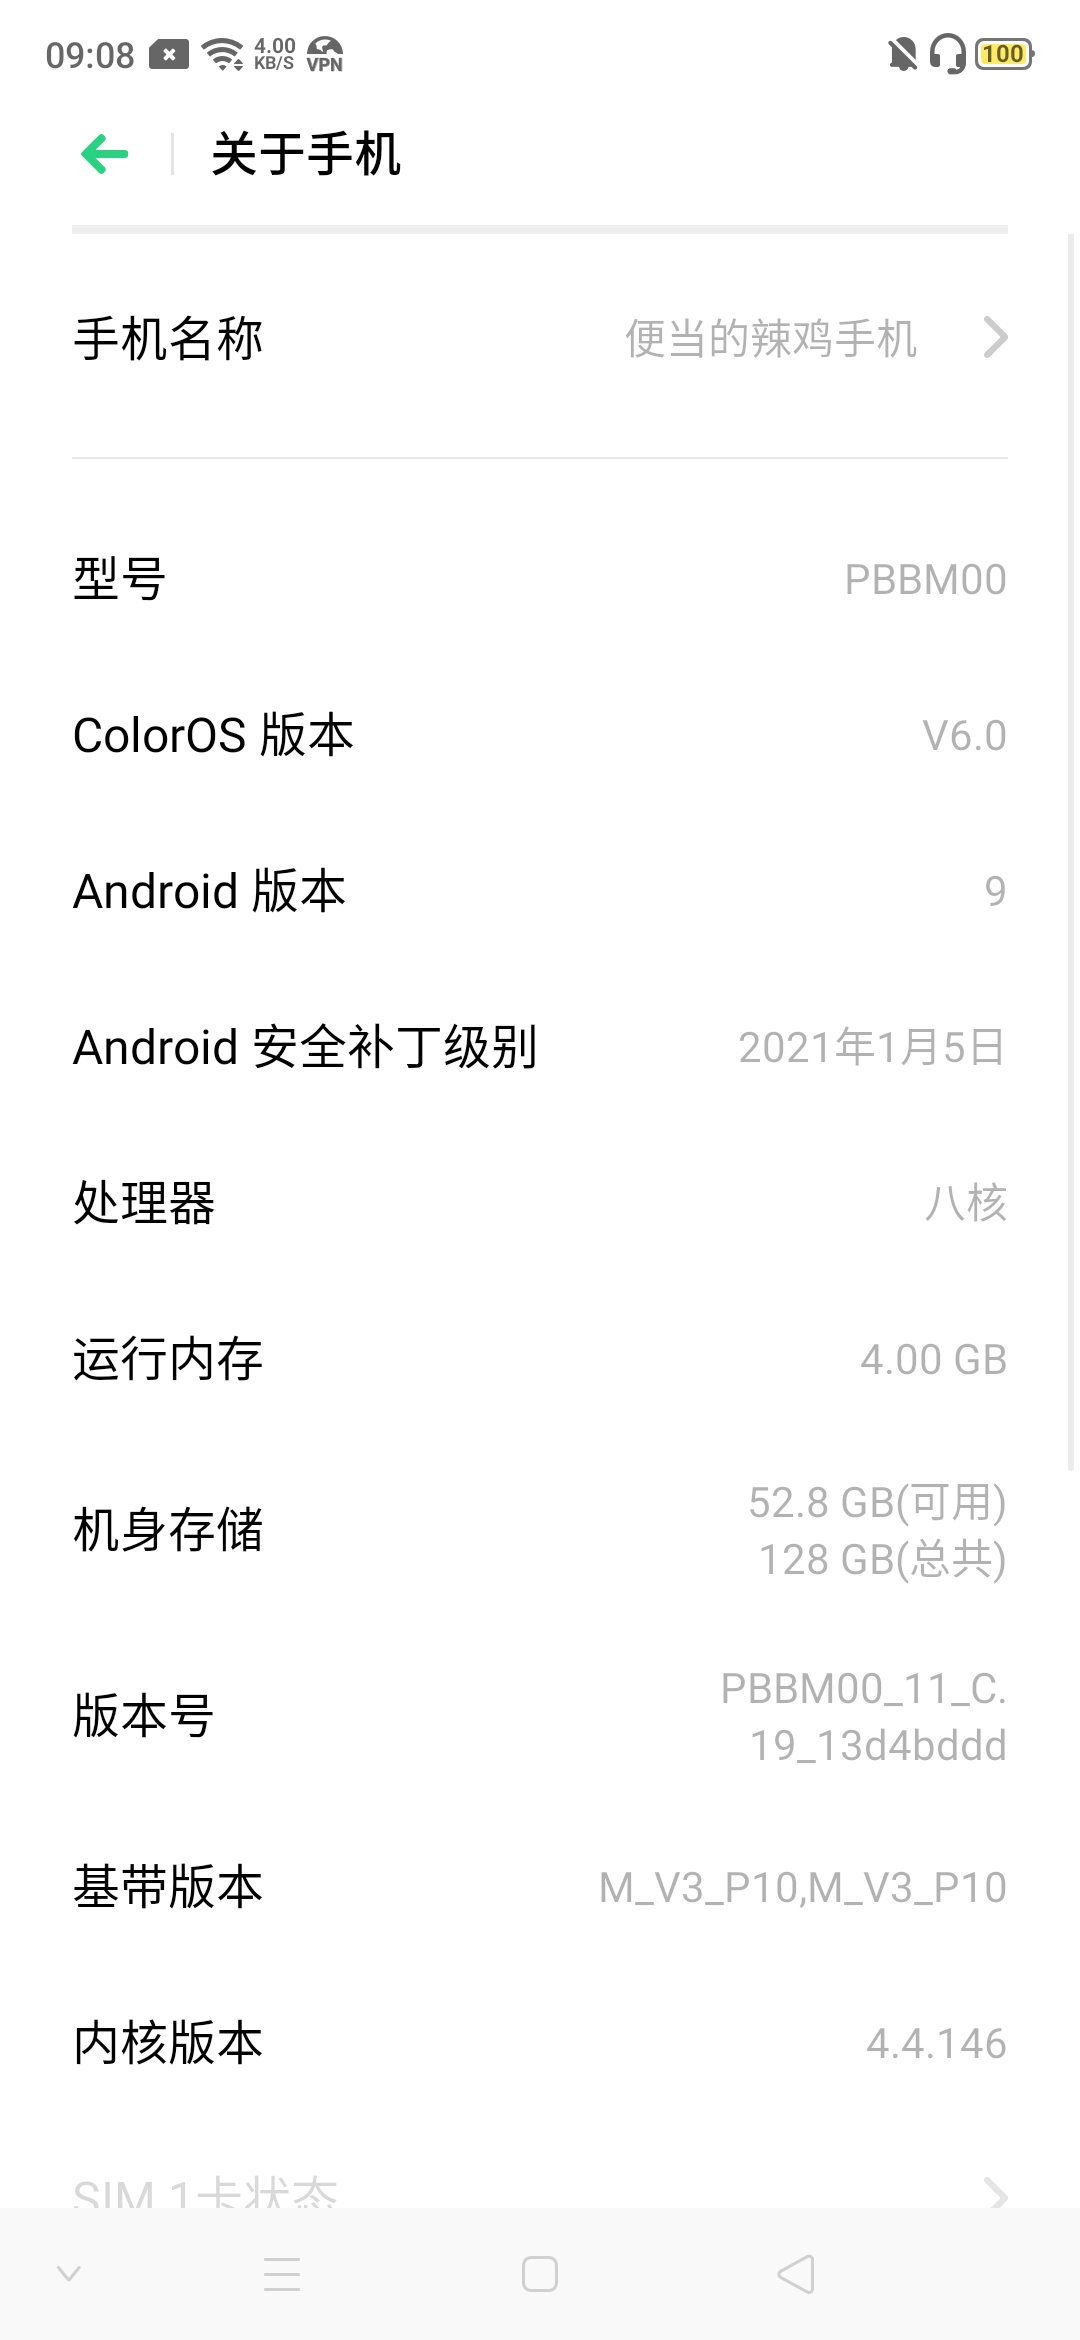 09:08 4.00 KB/S VPN 100
关于手机
手机名称 便当的辣鸡手机
型号 PBBM00
ColorOS 版本 V6.0
Android 版本 9
Android 安全补丁级别 2021年1月5日
处理器 八核
运行内存 4.00 GB
机身存储 52.8 GB(可用)
128 GB(总共)
版本号 PBBM00_11_C.
19_13d4bddd
基带版本 M_V3_P10,M_V3_P10
内核版本 4.4.146
SIM 1卡状态